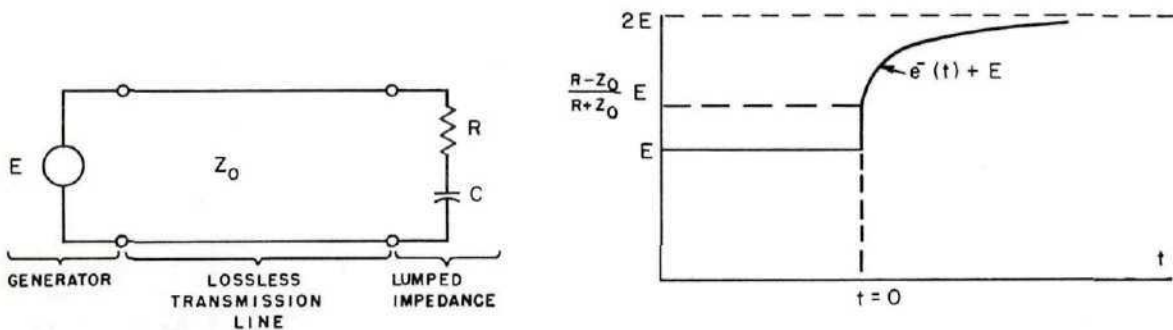 E
Z₀
R
C
GENERATOR
LOSSLESS
TRANSMISSION
LINE
LUMPED
IMPEDANCE
2E
e⁻(t) + E
R-Z₀
R+Z₀ E
E
t
t = 0